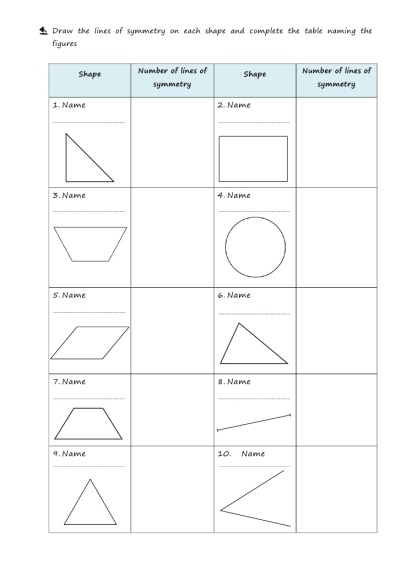 Draw the lines of symmetry on each shape and complete the table naming the
figures
Shape
Number of lines of
symmetry
Shape
Number of lines of
symmetry
1. Name
2. Name
3. Name
4. Name
5. Name
6. Name
7. Name
8. Name
9. Name
10. Name